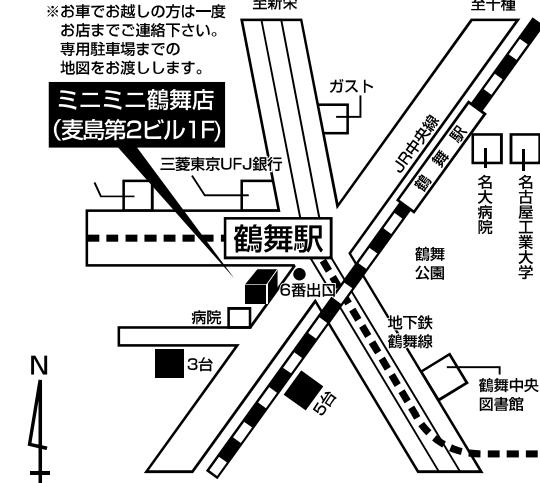 ※お車でお越しの方は一度
お店までご連絡下さい。
専用駐車場までの
地図をお渡しします。
至新栄
至千種
ミニミニ鶴舞店
(麦島第2ビル1F)
ガスト
三菱東京UFJ銀行
JR中央線
鶴舞駅
名大病院
名古屋工業大学
鶴舞駅
鶴舞
公園
6番出口
病院
地下鉄
鶴舞線
3台
5台
鶴舞中央
図書館
N